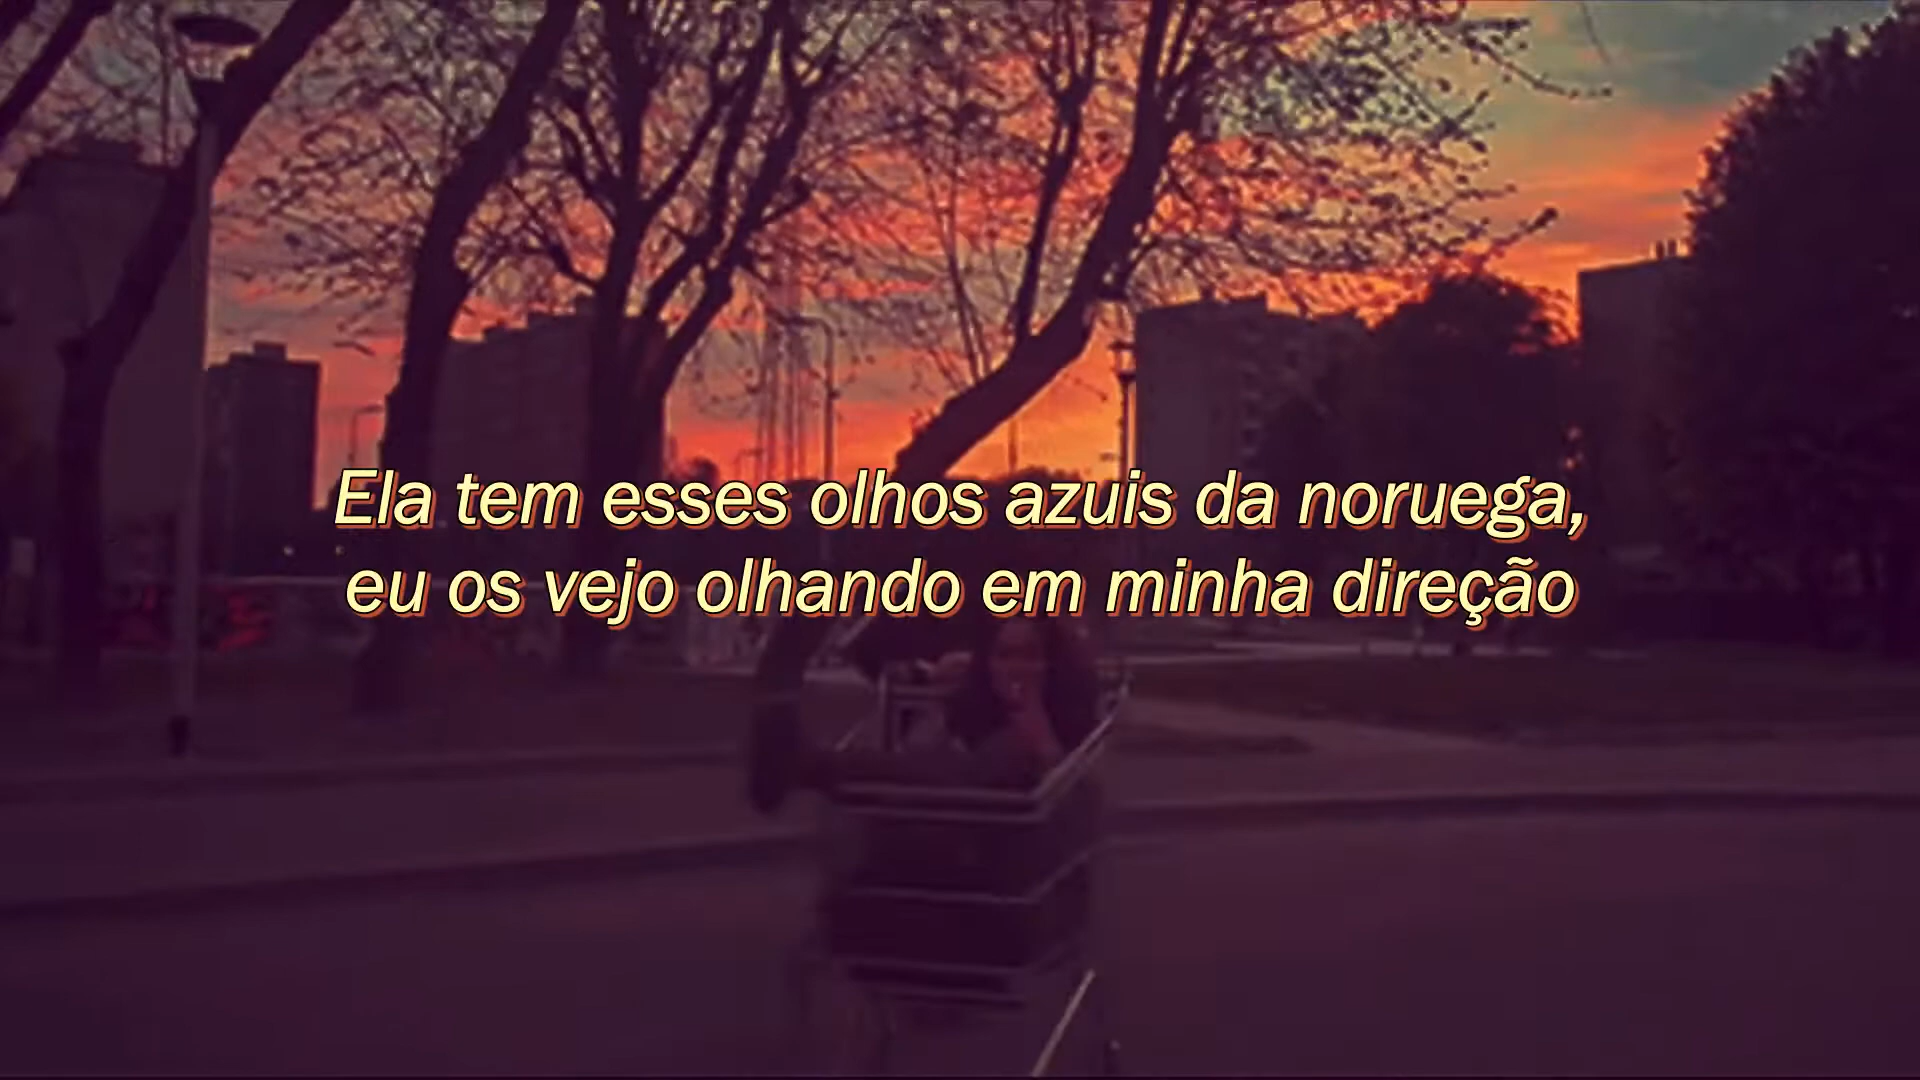 Ela tem esses olhos azuis da noruega,
eu os vejo olhando em minha direção